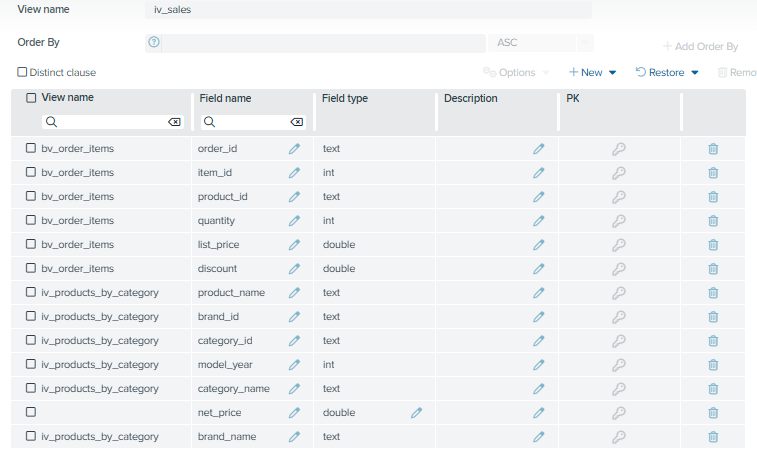 View name iv_sales
Order By ASC
+ Add Order By
Distinct clause Options + New Restore Remo
View name Field name Field type Description PK
bv_order_items order_id text
bv_order_items item_id int
bv_order_items product_id text
bv_order_items quantity int
bv_order_items list_price double
bv_order_items discount double
iv_products_by_category product_name text
iv_products_by_category brand_id text
iv_products_by_category category_id text
iv_products_by_category model_year int
iv_products_by_category category_name text
net_price double
iv_products_by_category brand_name text